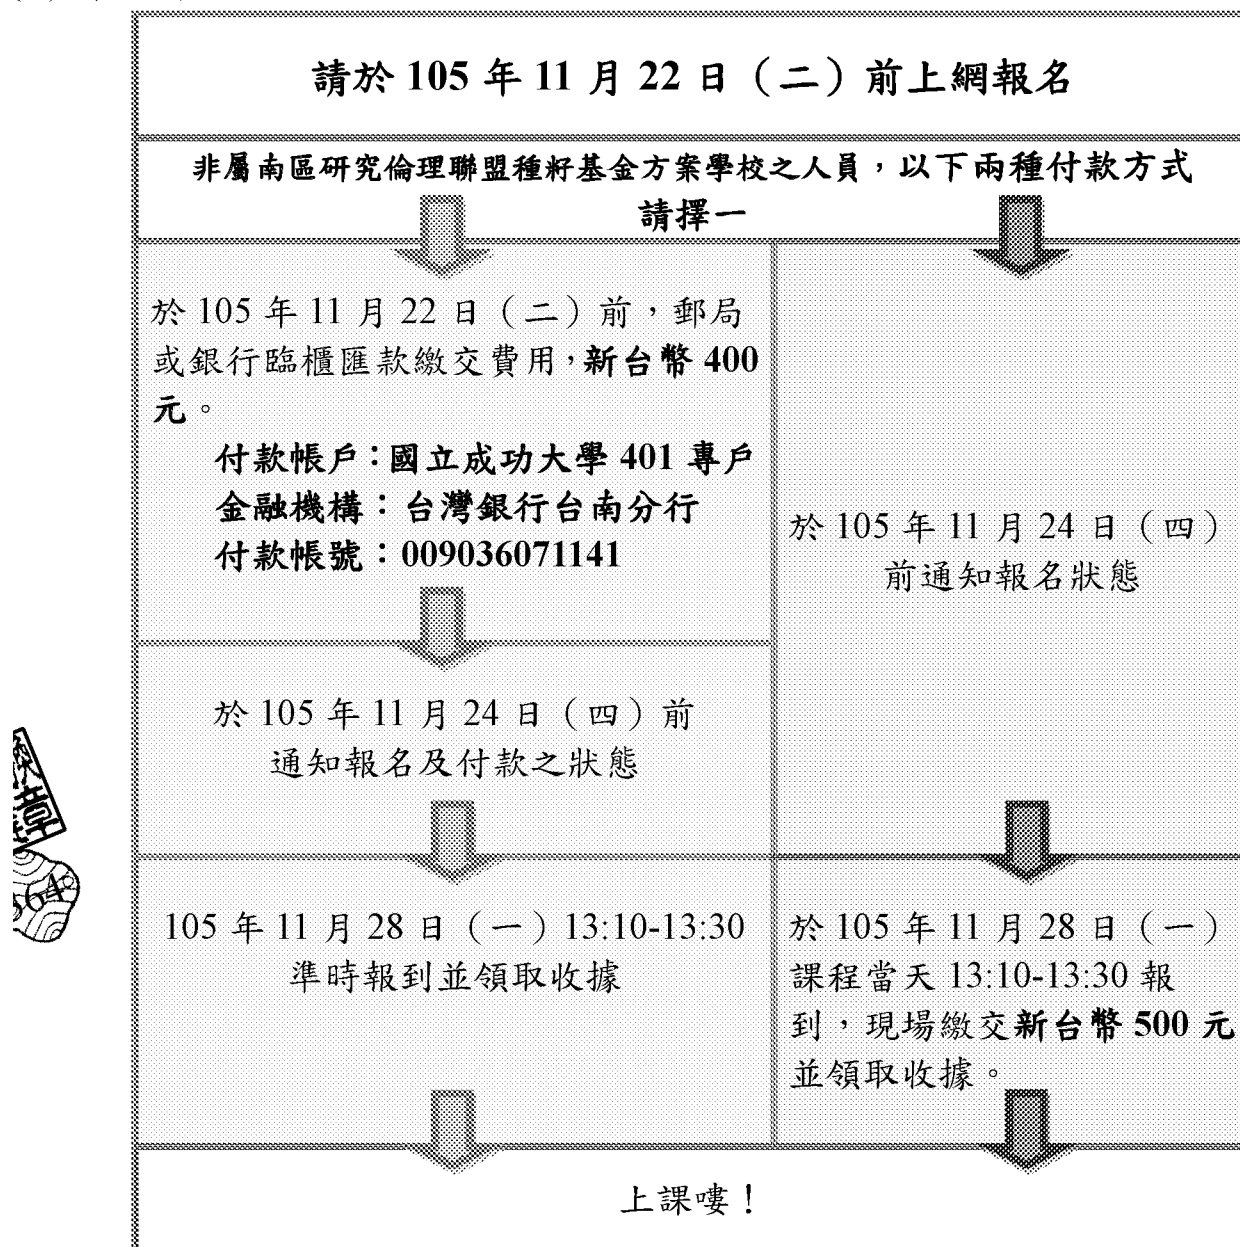 請於 105 年 11 月 22 日（二）前上網報名
非屬南區研究倫理聯盟種籽基金方案學校之人員，以下兩種付款方式
請擇一
於 105 年 11 月 22 日（二）前，郵局
或銀行臨櫃匯款繳交費用，新台幣 400
元。
付款帳戶：國立成功大學 401 專戶
金融機構：台灣銀行台南分行
付款帳號：009036071141
於 105 年 11 月 24 日（四）前
通知報名及付款之狀態
105 年 11 月 28 日（一）13:10-13:30
準時報到並領取收據
於 105 年 11 月 24 日（四）
前通知報名狀態
於 105 年 11 月 28 日（一）
課程當天 13:10-13:30 報
到，現場繳交新台幣 500 元
並領取收據。
上課嘍！
章